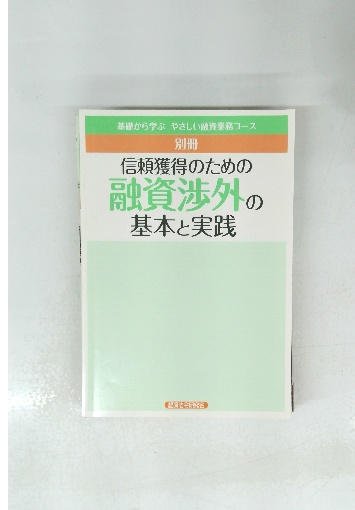 基礎から学ぶ やさしい融資業務コース
別冊
信頼獲得のための
融資渉外の
基本と実践